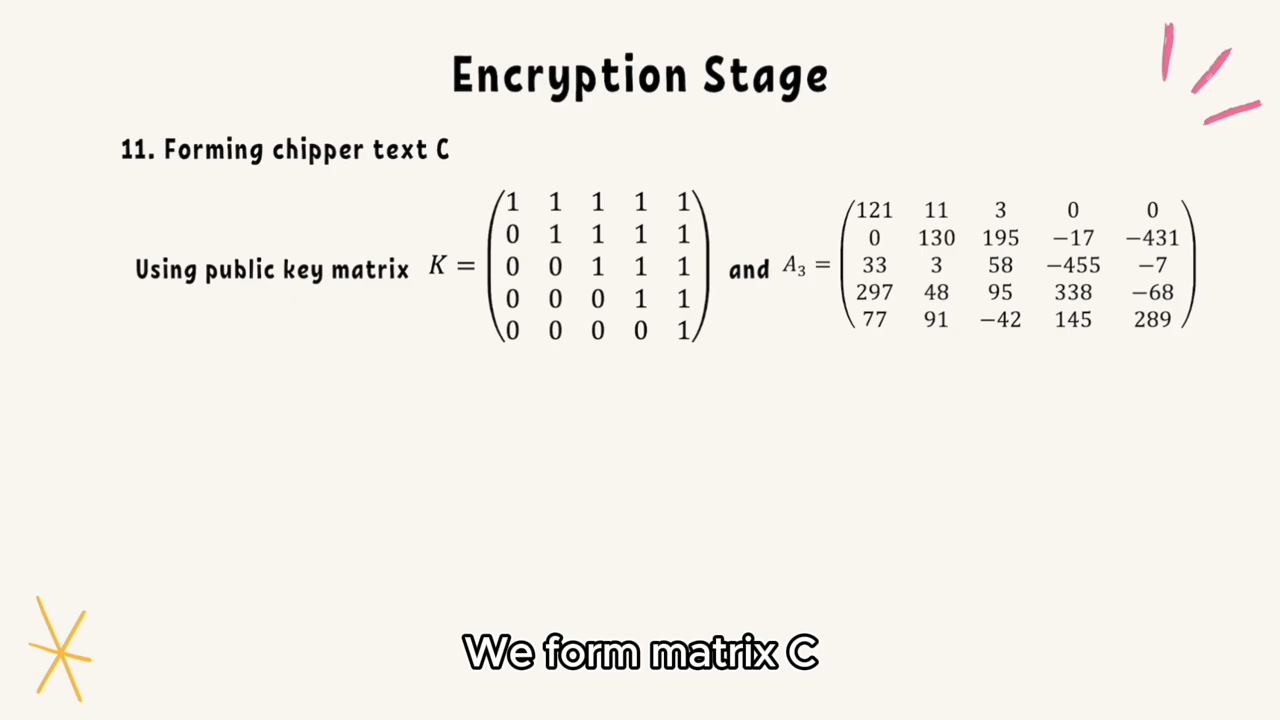 Encryption Stage
11. Forming chipper text C
Using public key matrix K = (1 1 1 1 1
0 1 1 1 1
0 0 1 1 1
0 0 0 1 1
0 0 0 0 1) and A₃ = (121 11 3 0 0
0 130 195 −17 −431
33 3 58 −455 −7
297 48 95 338 −68
77 91 −42 145 289)
We form matrix C